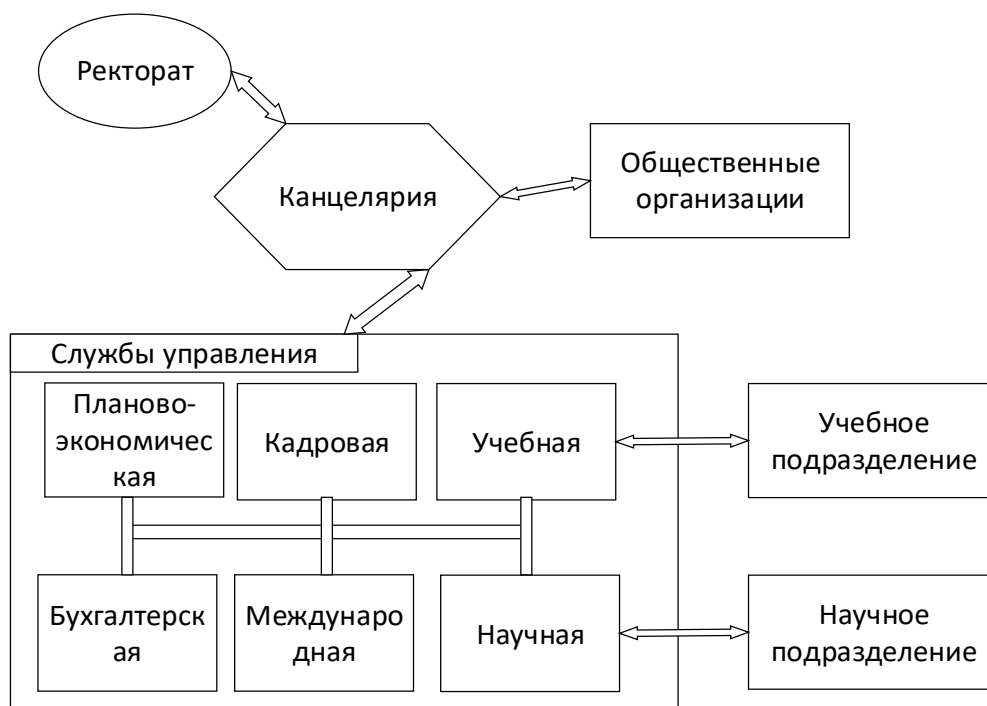 Ректорат
Канцелярия
Общественные
организации
Службы управления
Планово-
экономичес
кая
Кадровая
Учебная
Учебное
подразделение
Бухгалтерск
ая
Международ
ная
Научная
Научное
подразделение